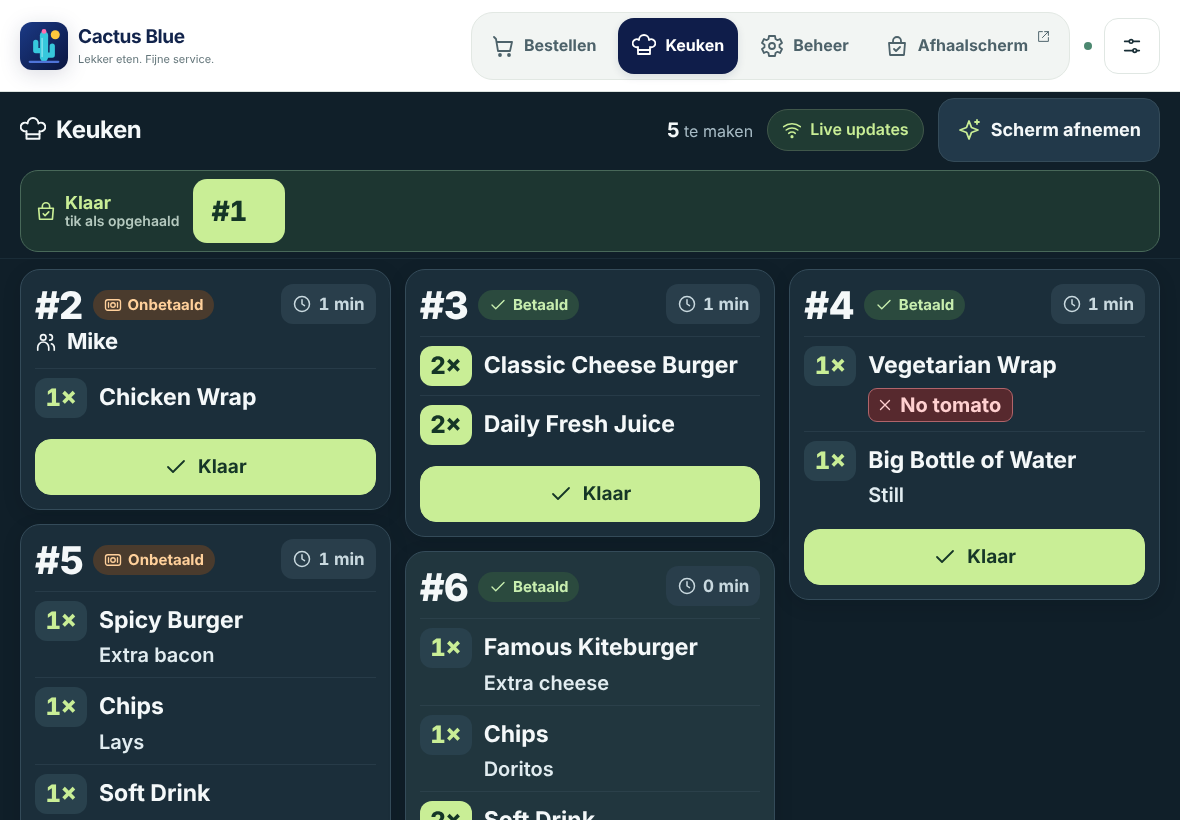 Cactus Blue
Lekker eten. Fijne service.
Bestellen
Keuken
Beheer
Afhaalscherm
Keuken
5 te maken
Live updates
Scherm afnemen
Klaar
tik als opgehaald
#1
#2
Onbetaald
1 min
Mike
1× Chicken Wrap
Klaar
#3
Betaald
1 min
2× Classic Cheese Burger
2× Daily Fresh Juice
Klaar
#4
Betaald
1 min
1× Vegetarian Wrap
No tomato
1× Big Bottle of Water
Still
Klaar
#5
Onbetaald
1 min
1× Spicy Burger
Extra bacon
1× Chips
Lays
1× Soft Drink
#6
Betaald
0 min
1× Famous Kiteburger
Extra cheese
1× Chips
Doritos
2× Soft Drink